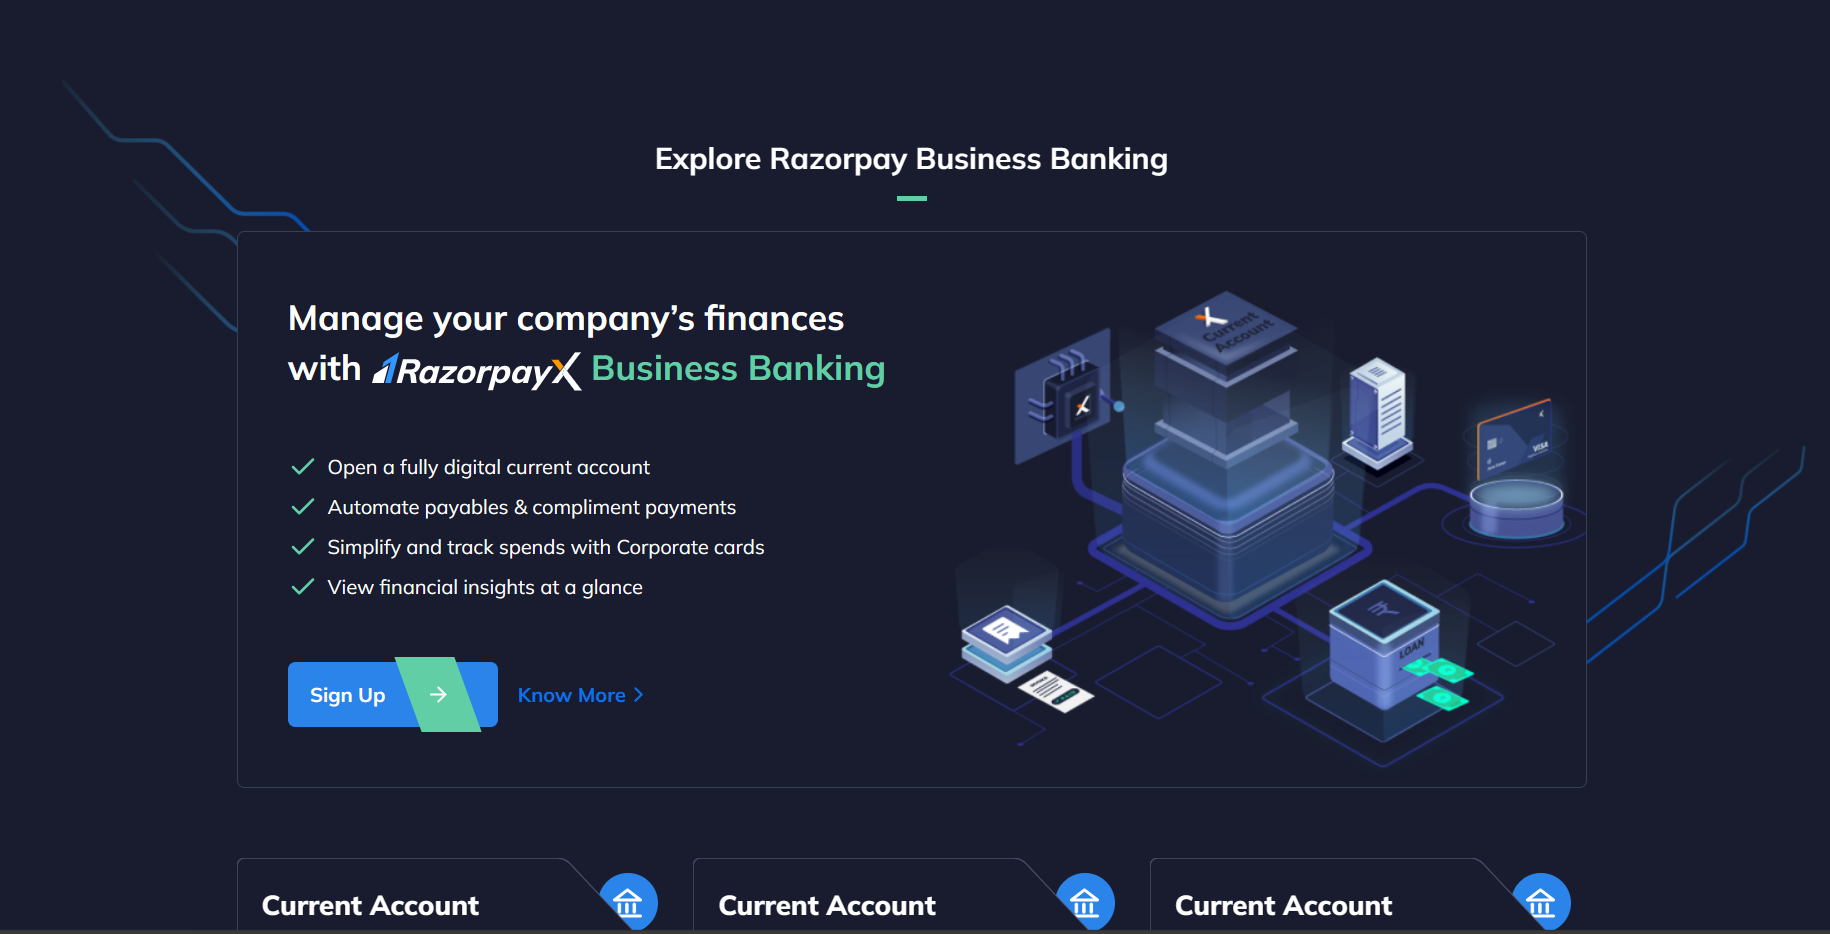 Explore Razorpay Business Banking
Manage your company's finances
with RazorpayX Business Banking
Current
Account
Open a fully digital current account
Automate payables & compliment payments
Simplify and track spends with Corporate cards
View financial insights at a glance
VISA
LOAN
Sign Up
Know More
Current Account
Current Account
Current Account